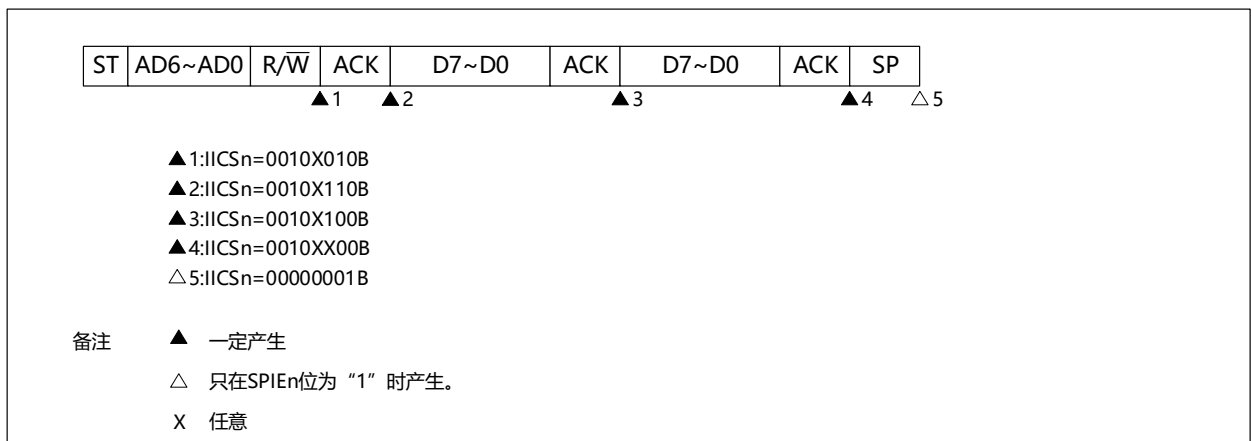 ST AD6~AD0 R/W̅ ACK D7~D0 ACK D7~D0 ACK SP
▲1 ▲2 ▲3 ▲4 △5
▲1:IICSn=0010X010B
▲2:IICSn=0010X110B
▲3:IICSn=0010X100B
▲4:IICSn=0010XX00B
△5:IICSn=00000001B
备注 ▲ 一定产生
△ 只在SPIEn位为“1”时产生。
X 任意